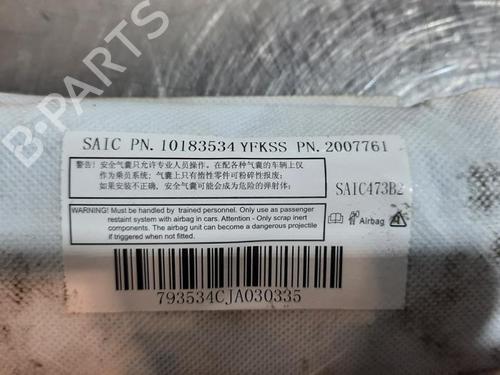 SAIC PN. 10183534 YFKSS PN. 2007761
警告! 安全气囊只允许专业人员操作。在配各种气囊的车辆上仅
作为乘员系统; 气囊上只有惰性零件可粉碎性报废;
如果安装不正确, 安全气囊可能会成为危险的弹射体;
SAIC473B2
WARNING! Must be handled by trained personnel. Only use as passenger
restaint system with airbag in cars. Attention - Only scrap inert
components. The airbag unit can become a dangerous projectile
if triggered when not fitted.
Airbag
793534CJA030335
B-PARTS